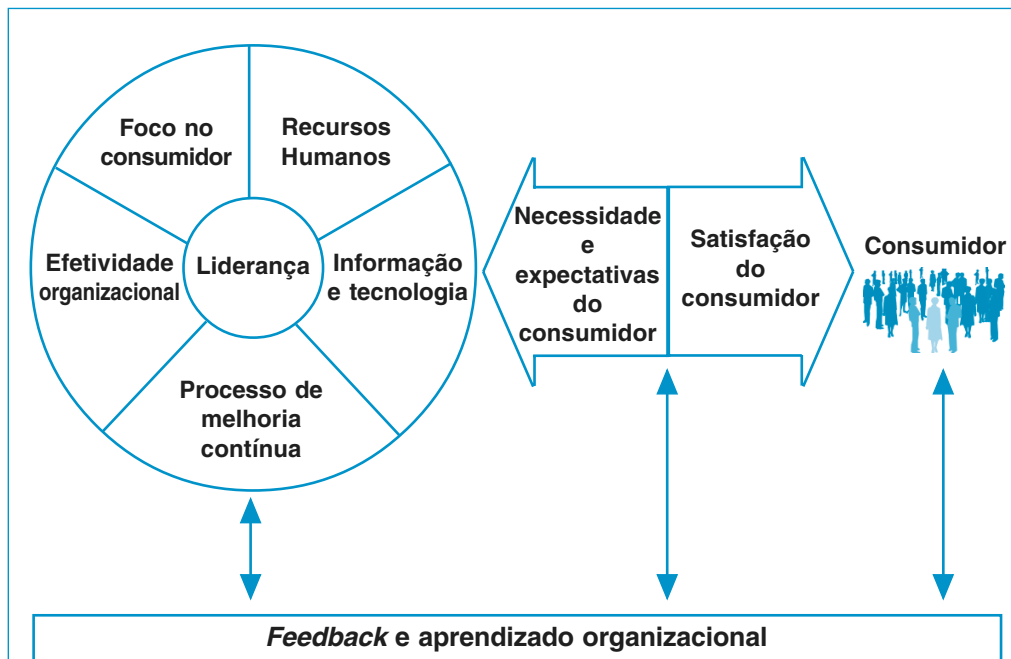 Foco no
consumidor
Recursos
Humanos
Efetividade
organizacional
Liderança
Informação
e tecnologia
Processo de
melhoria
contínua
Necessidade
e
expectativas
do
consumidor
Satisfação
do
consumidor
Consumidor
Feedback e aprendizado organizacional